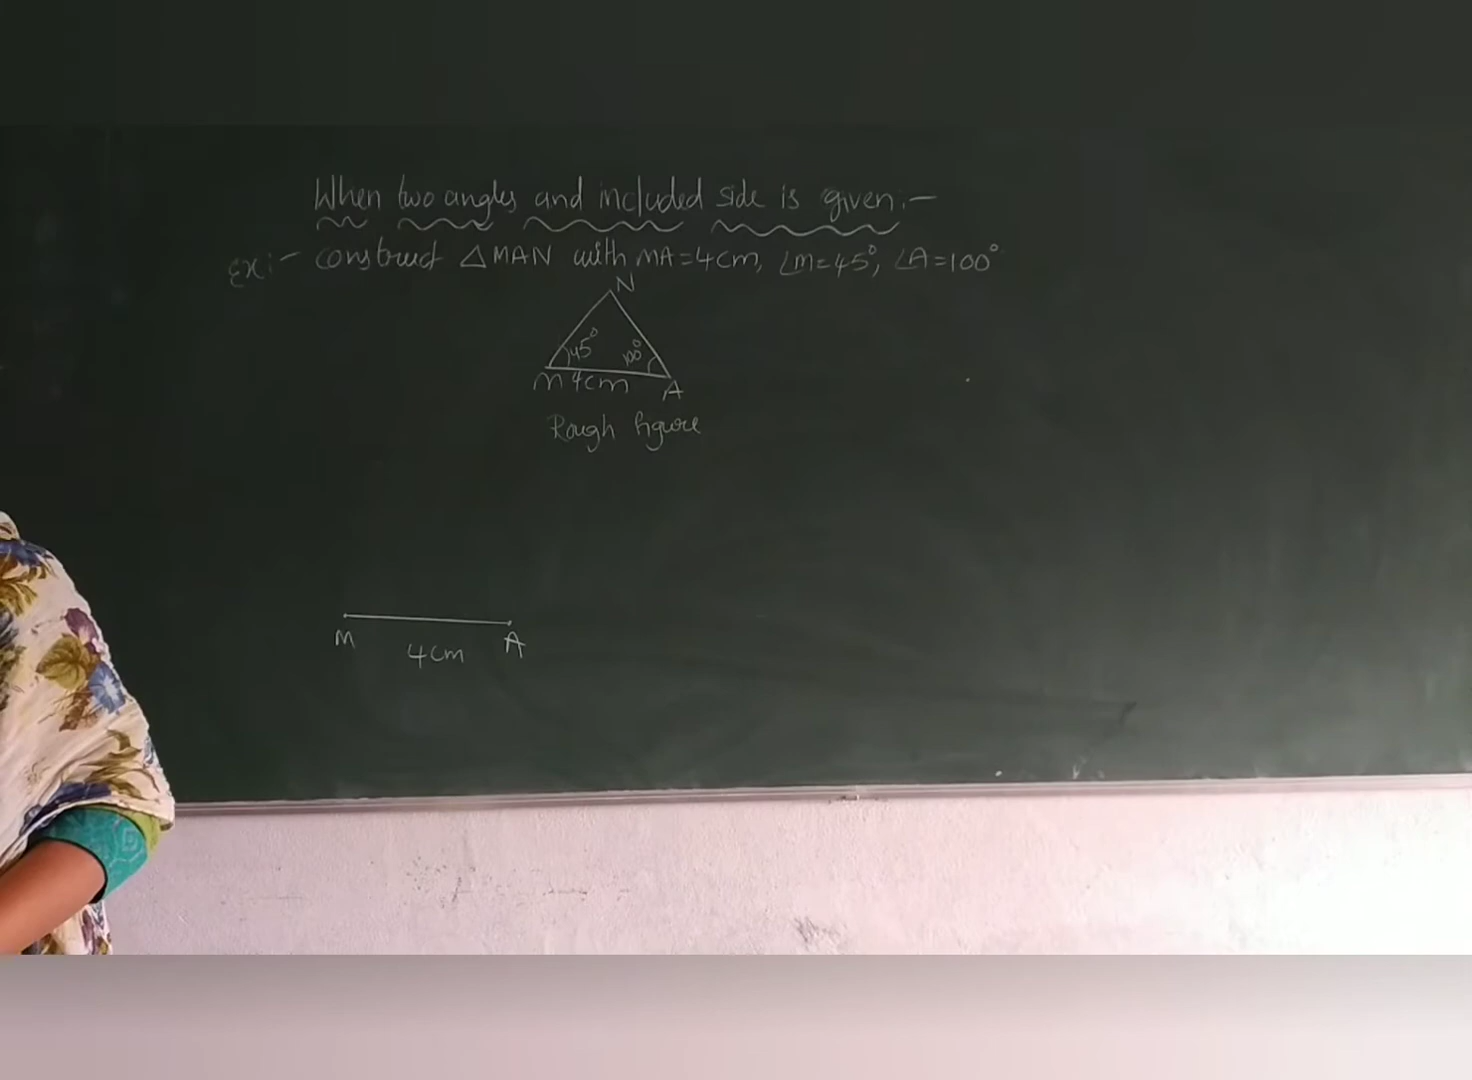 When two angles and included side is given:-
Ex:- construct △MAN with MA=4cm, ∠M=45°, ∠A=100°
N
45° 100°
M 4cm A
Rough figure
M 4cm A